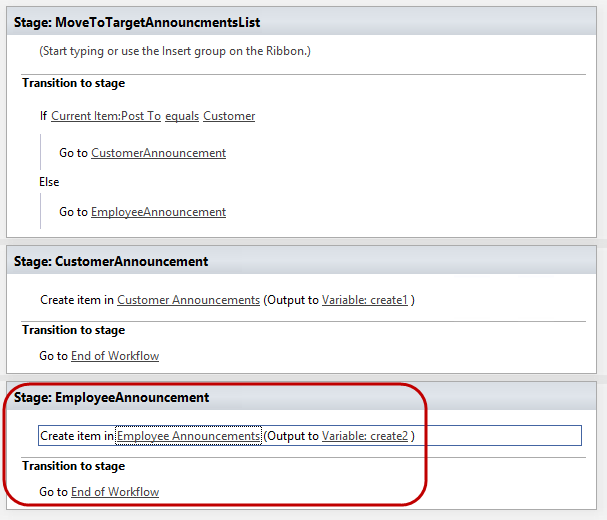 Stage: MoveToTargetAnnouncmentsList
(Start typing or use the Insert group on the Ribbon.)
Transition to stage
If Current Item:Post To equals Customer
Go to CustomerAnnouncement
Else
Go to EmployeeAnnouncement
Stage: CustomerAnnouncement
Create item in Customer Announcements (Output to Variable: create1 )
Transition to stage
Go to End of Workflow
Stage: EmployeeAnnouncement
Create item in Employee Announcements (Output to Variable: create2 )
Transition to stage
Go to End of Workflow